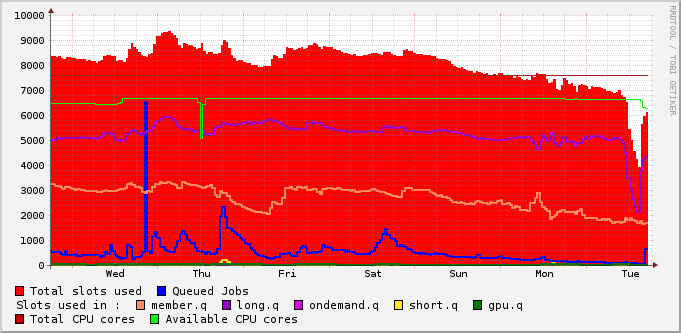 10000
9000
8000
7000
6000
5000
4000
3000
2000
1000
0
Wed Thu Fri Sat Sun Mon Tue
Total slots used Queued Jobs
Slots used in : member.q long.q ondemand.q short.q gpu.q
Total CPU cores Available CPU cores
RRDTOOL / TOBI OETIKER